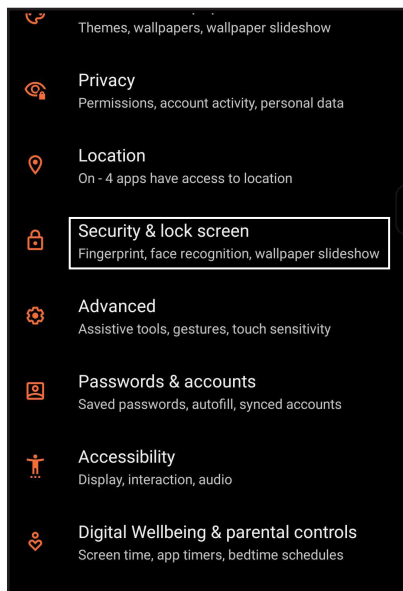 Themes, wallpapers, wallpaper slideshow
Privacy
Permissions, account activity, personal data
Location
On - 4 apps have access to location
Security & lock screen
Fingerprint, face recognition, wallpaper slideshow
Advanced
Assistive tools, gestures, touch sensitivity
Passwords & accounts
Saved passwords, autofill, synced accounts
Accessibility
Display, interaction, audio
Digital Wellbeing & parental controls
Screen time, app timers, bedtime schedules